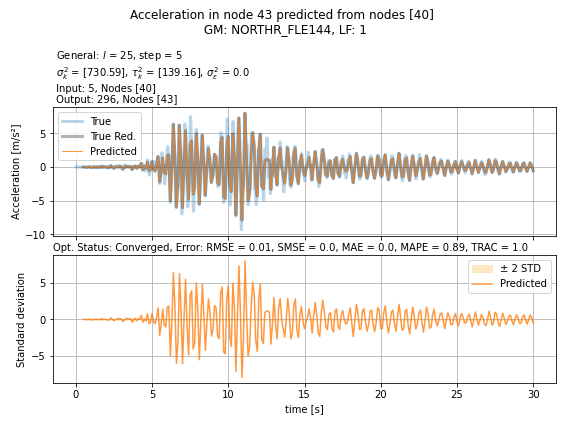 Acceleration in node 43 predicted from nodes [40]
GM: NORTHR_FLE144, LF: 1
General: l = 25, step = 5
σ²ₖ = [730.59], τ²ₖ = [139.16], σ²ε = 0.0
Input: 5, Nodes [40]
Output: 296, Nodes [43]
Acceleration [m/s²]
5
0
−5
−10
True
True Red.
Predicted
Opt. Status: Converged, Error: RMSE = 0.01, SMSE = 0.0, MAE = 0.0, MAPE = 0.89, TRAC = 1.0
Standard deviation
5
0
−5
± 2 STD
Predicted
0 5 10 15 20 25 30
time [s]